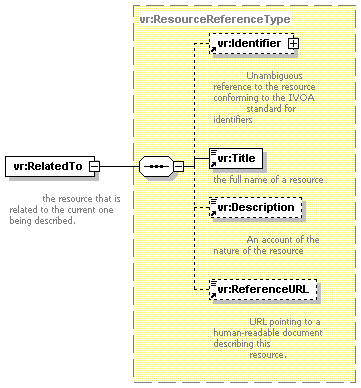 vr:ResourceReferenceType
vr:Identifier
Unambiguous
reference to the resource
conforming to the IVOA
standard for
identifiers
vr:RelatedTo
the resource that is
related to the current one
being described.
vr:Title
the full name of a resource
vr:Description
An account of the
nature of the resource
vr:ReferenceURL
URL pointing to a
human-readable document
describing this
resource.